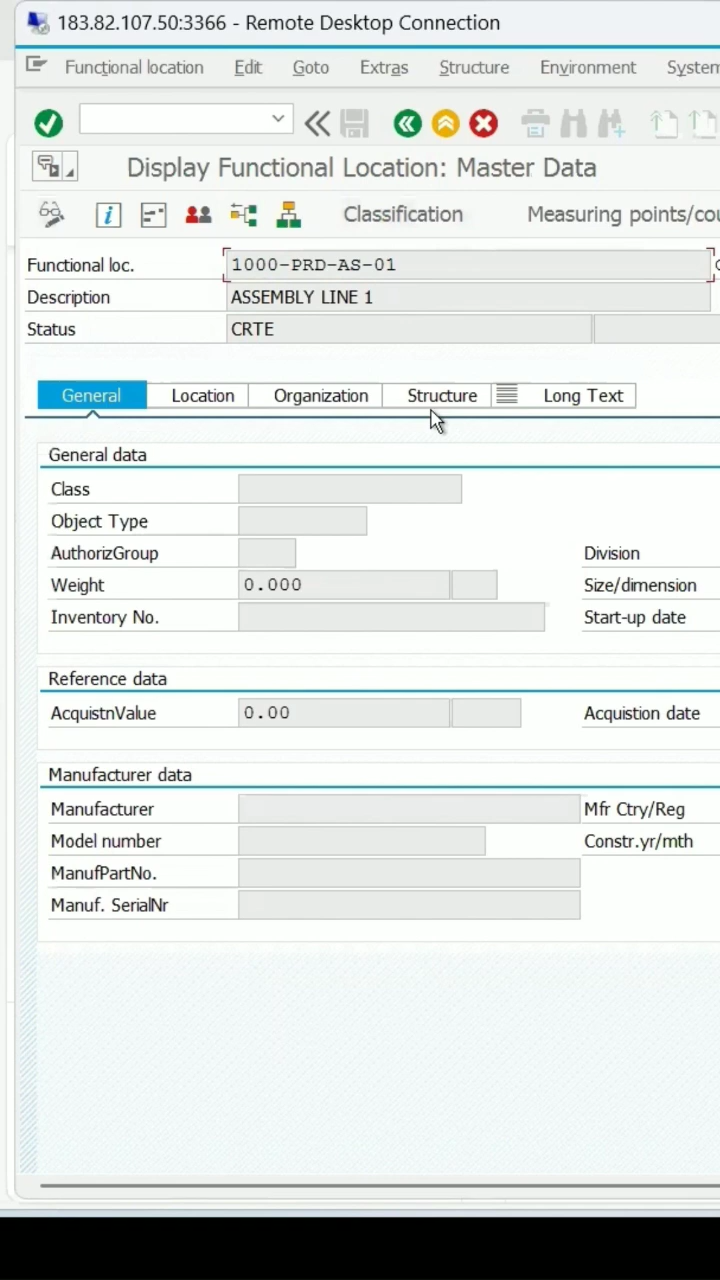 183.82.107.50:3366 - Remote Desktop Connection
Functional location Edit Goto Extras Structure Environment System
Display Functional Location: Master Data
Classification Measuring points/cou
Functional loc. 1000-PRD-AS-01
Description ASSEMBLY LINE 1
Status CRTE
General Location Organization Structure Long Text
General data
Class
Object Type
AuthorizGroup Division
Weight 0.000 Size/dimension
Inventory No. Start-up date
Reference data
AcquistnValue 0.00 Acquistion date
Manufacturer data
Manufacturer Mfr Ctry/Reg
Model number Constr.yr/mth
ManufPartNo.
Manuf. SerialNr